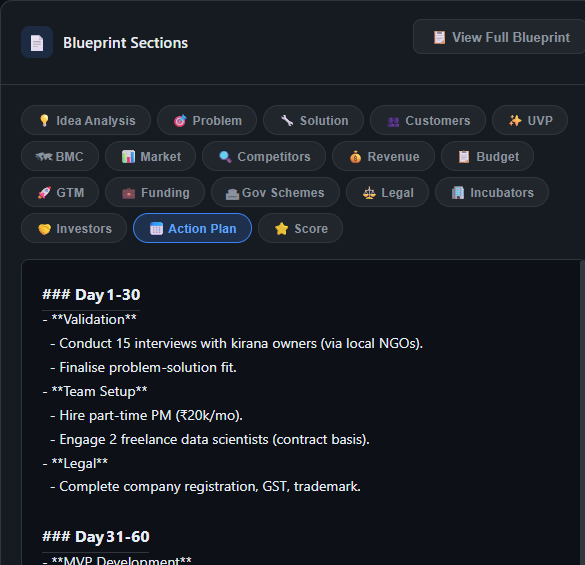 Blueprint Sections
View Full Blueprint
Idea Analysis
Problem
Solution
Customers
UVP
BMC
Market
Competitors
Revenue
Budget
GTM
Funding
Gov Schemes
Legal
Incubators
Investors
Action Plan
Score
### Day 1-30
- **Validation**
- Conduct 15 interviews with kirana owners (via local NGOs).
- Finalise problem-solution fit.
- **Team Setup**
- Hire part-time PM (₹20k/mo).
- Engage 2 freelance data scientists (contract basis).
- **Legal**
- Complete company registration, GST, trademark.
### Day 31-60
- **MVP Development**